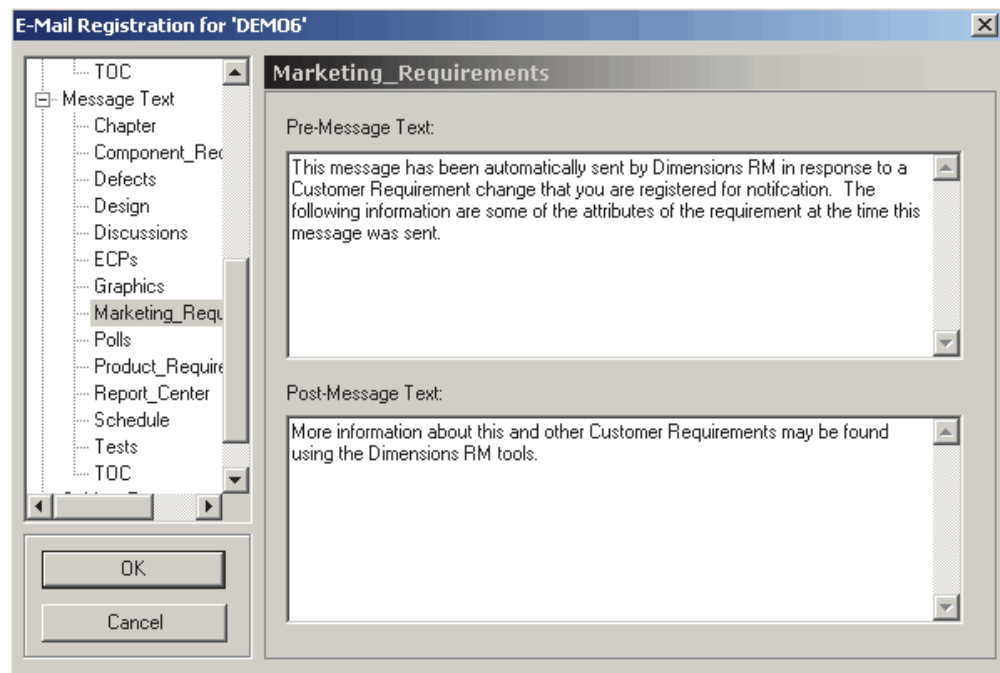 E-Mail Registration for 'DEMO6'
TOC
Message Text
Chapter
Component_Rec
Defects
Design
Discussions
ECPs
Graphics
Marketing_Requ
Polls
Product_Require
Report_Center
Schedule
Tests
TOC
OK
Cancel
Marketing_Requirements
Pre-Message Text:
This message has been automatically sent by Dimensions RM in response to a
Customer Requirement change that you are registered for notifcation.  The
following information are some of the attributes of the requirement at the time this
message was sent.
Post-Message Text:
More information about this and other Customer Requirements may be found
using the Dimensions RM tools.